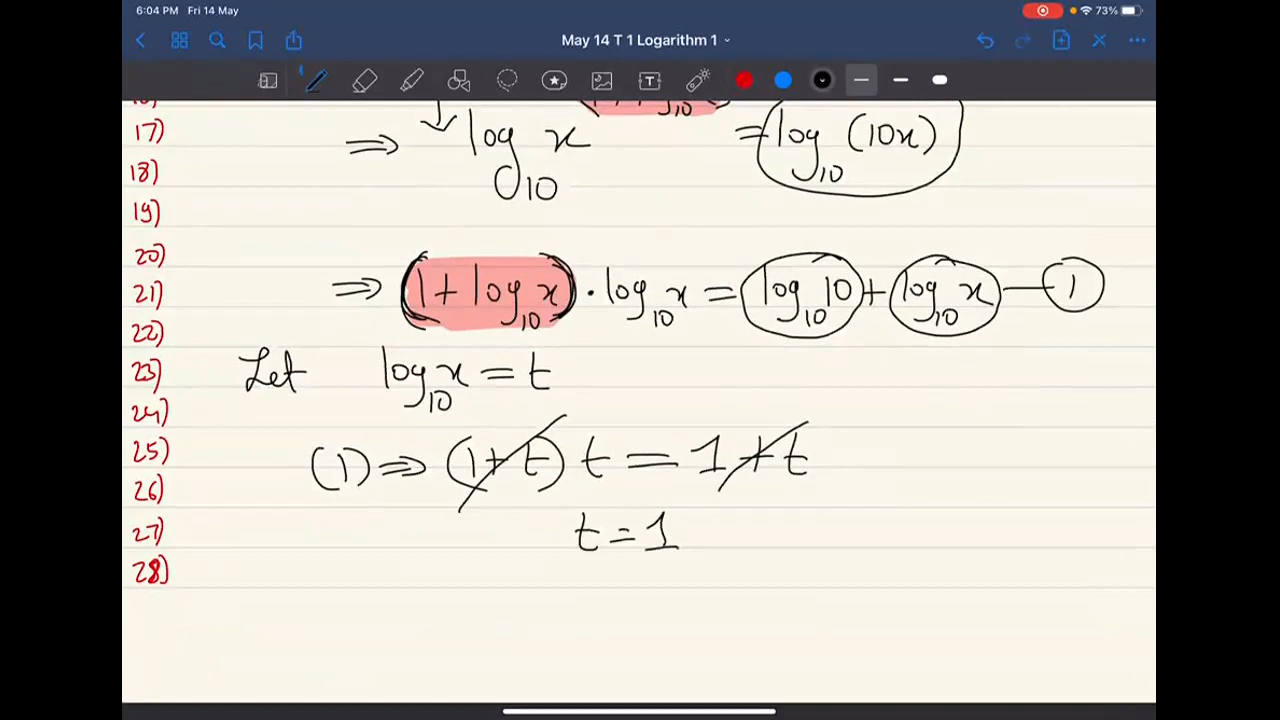 6:04 PM Fri 14 May 73%
May 14 T 1 Logarithm 1
17) ⇒ log₁₀ x = log₁₀ (10x)
18)
19)
20)
21) ⇒ (1 + log₁₀ x) · log₁₀ x = log₁₀ 10 + log₁₀ x — ①
22)
23) Let log₁₀ x = t
24)
25) (1) ⇒ (1 + t) t = 1 + t
26)
27) t = 1
28)